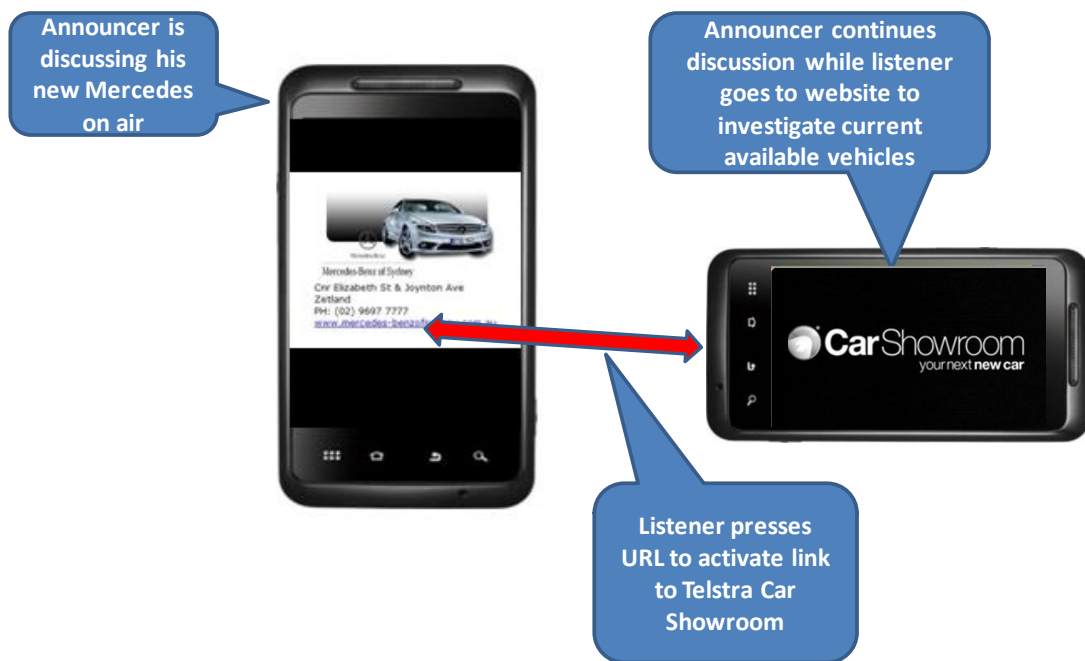 Announcer is
discussing his
new Mercedes
on air
Announcer continues
discussion while listener
goes to website to
investigate current
available vehicles
Mercedes-Benz
Mercedes-Benz of Sydney
Cnr Elizabeth St & Joynton Ave
Zetland
PH: (02) 9697 7777
CarShowroom
your next new car
Listener presses
URL to activate link
to Telstra Car
Showroom